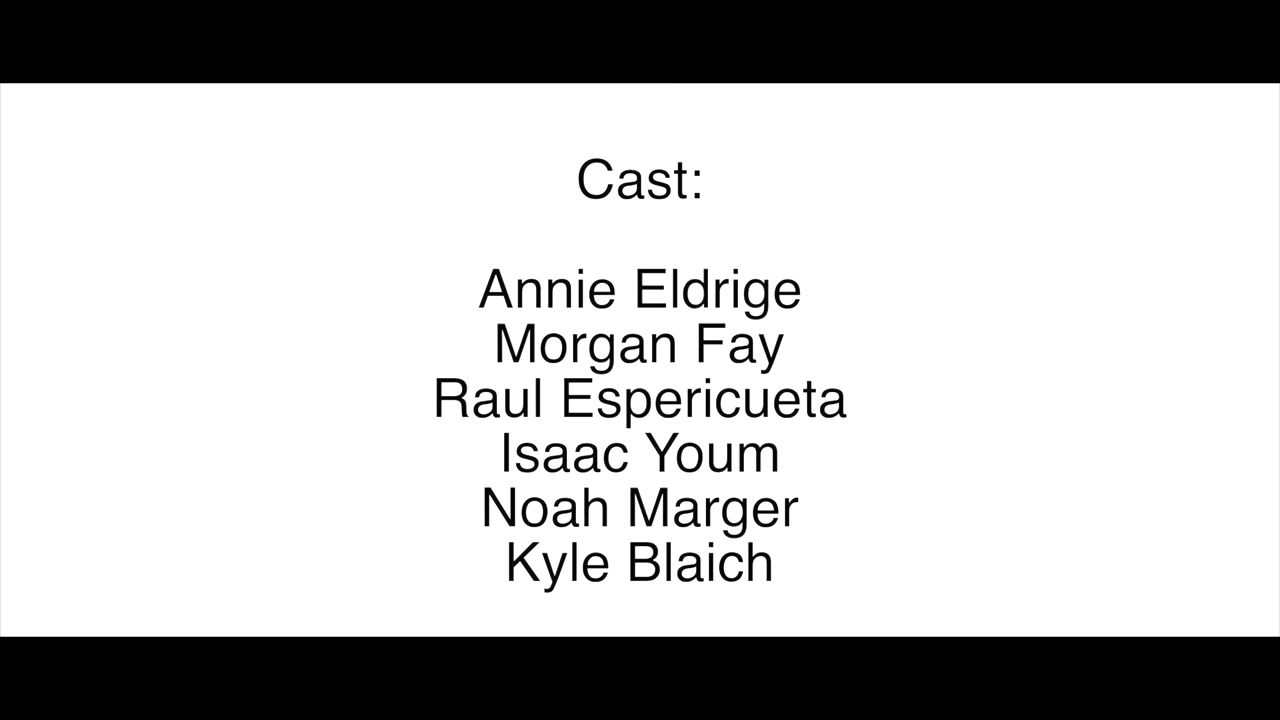 Cast:
Annie Eldrige
Morgan Fay
Raul Espericueta
Isaac Youm
Noah Marger
Kyle Blaich